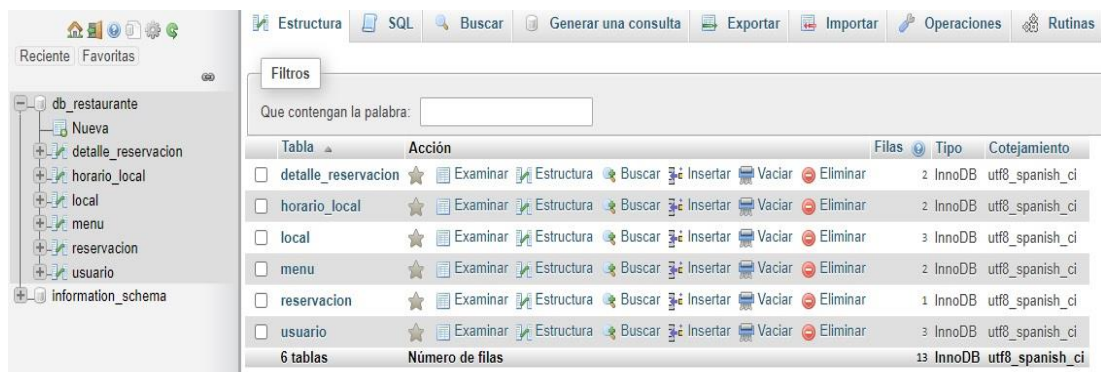 Reciente Favoritas
db_restaurante
Nueva
detalle_reservacion
horario_local
local
menu
reservacion
usuario
information_schema
Estructura SQL Buscar Generar una consulta Exportar Importar Operaciones Rutinas
Filtros
Que contengan la palabra:
Tabla Acción Filas Tipo Cotejamiento
detalle_reservacion Examinar Estructura Buscar Insertar Vaciar Eliminar 2 InnoDB utf8_spanish_ci
horario_local Examinar Estructura Buscar Insertar Vaciar Eliminar 2 InnoDB utf8_spanish_ci
local Examinar Estructura Buscar Insertar Vaciar Eliminar 3 InnoDB utf8_spanish_ci
menu Examinar Estructura Buscar Insertar Vaciar Eliminar 2 InnoDB utf8_spanish_ci
reservacion Examinar Estructura Buscar Insertar Vaciar Eliminar 1 InnoDB utf8_spanish_ci
usuario Examinar Estructura Buscar Insertar Vaciar Eliminar 3 InnoDB utf8_spanish_ci
6 tablas Número de filas 13 InnoDB utf8_spanish_ci